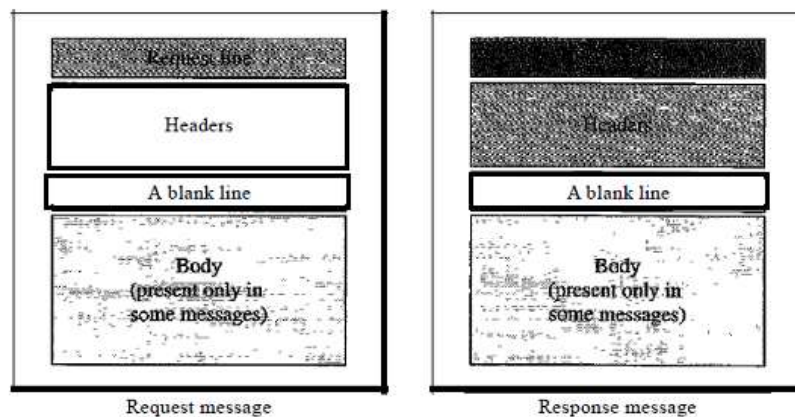 Request line
Headers
A blank line
Body
(present only in
some messages)
Request message
Headers
A blank line
Body
(present only in
some messages)
Response message